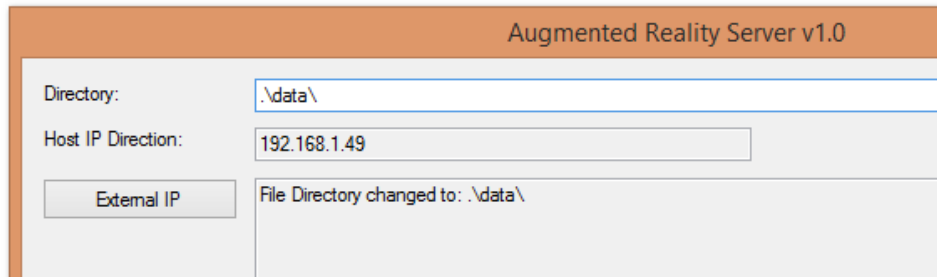 Augmented Reality Server v1.0
Directory:
.\data\
Host IP Direction:
192.168.1.49
External IP
File Directory changed to: .\data\